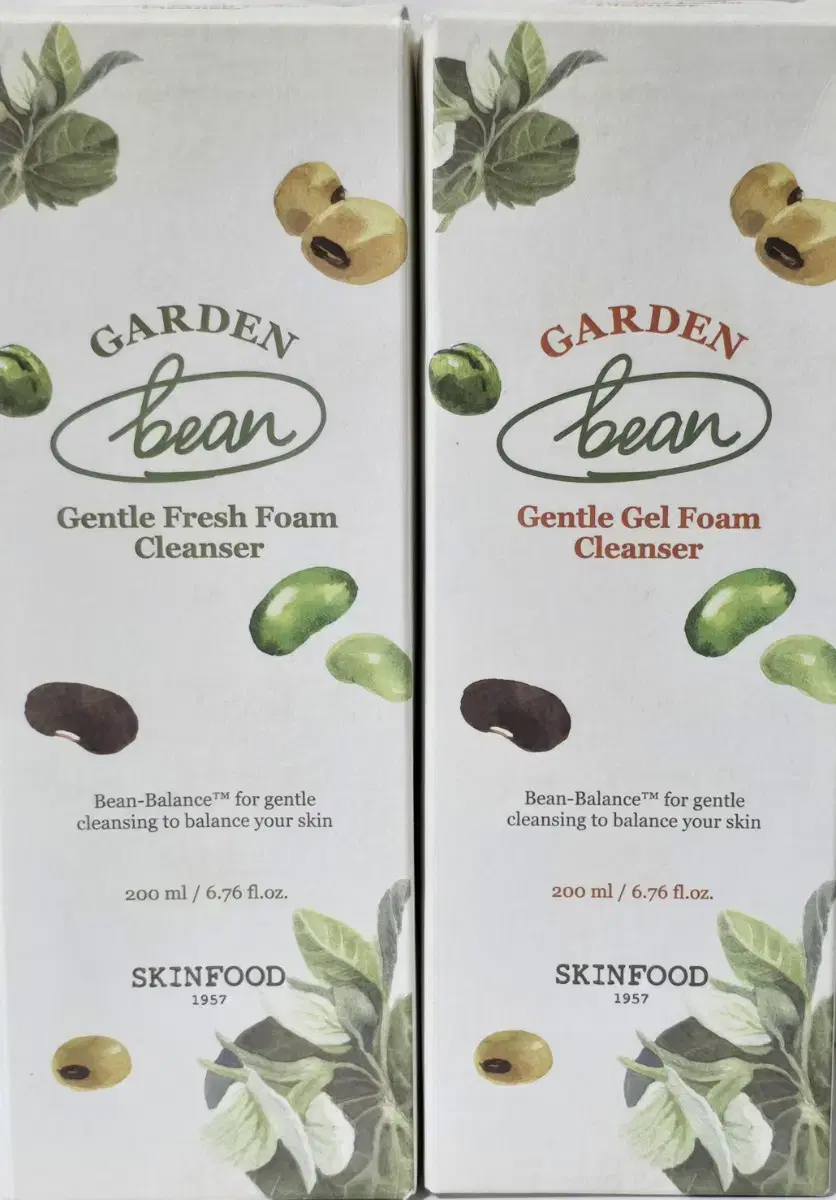 GARDEN
bean
Gentle Fresh Foam
Cleanser
Bean-Balance™ for gentle
cleansing to balance your skin
200 ml / 6.76 fl.oz.
SKINFOOD
1957
GARDEN
bean
Gentle Gel Foam
Cleanser
Bean-Balance™ for gentle
cleansing to balance your skin
200 ml / 6.76 fl.oz.
SKINFOOD
1957